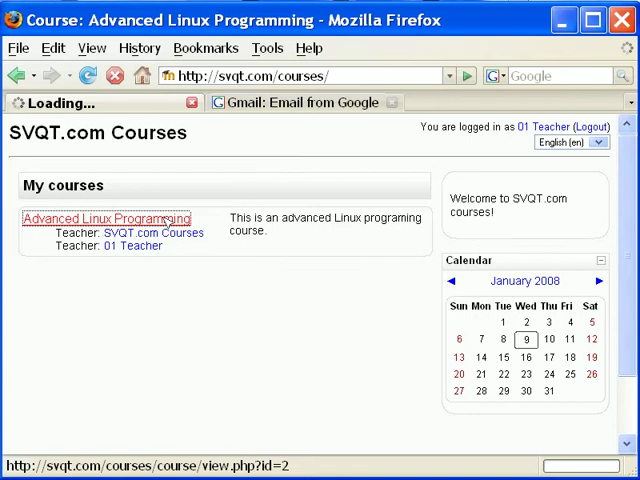 Course: Advanced Linux Programming - Mozilla Firefox
File Edit View History Bookmarks Tools Help
http://svqt.com/courses/
Google
Loading...
Gmail: Email from Google
SVQT.com Courses
You are logged in as 01 Teacher (Logout)
English (en)
My courses
Advanced Linux Programming
Teacher: SVQT.com Courses
Teacher: 01 Teacher
This is an advanced Linux programing
course.
Welcome to SVQT.com
courses!
Calendar
January 2008
Sun Mon Tue Wed Thu Fri Sat
1 2 3 4 5
6 7 8 9 10 11 12
13 14 15 16 17 18 19
20 21 22 23 24 25 26
27 28 29 30 31
http://svqt.com/courses/course/view.php?id=2